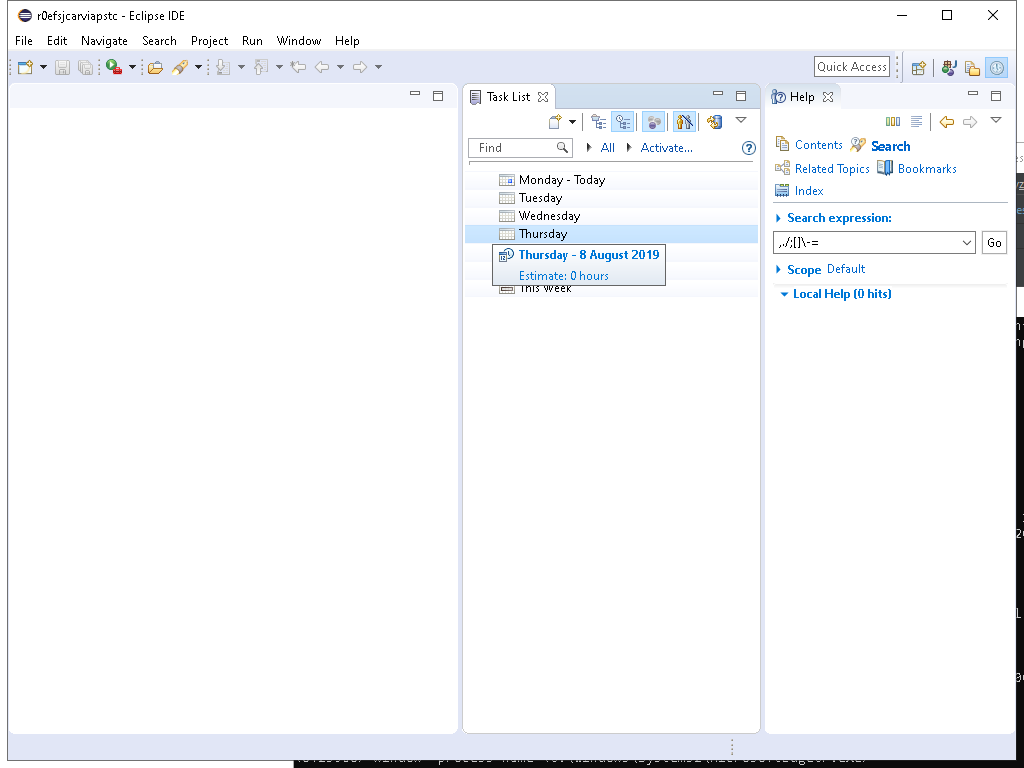 r0efsjcarviapstc - Eclipse IDE
File Edit Navigate Search Project Run Window Help
Quick Access
Task List
Help
Find
All
Activate...
Contents
Search
Related Topics
Bookmarks
Index
Monday - Today
Tuesday
Wednesday
Thursday
Thursday - 8 August 2019
Estimate: 0 hours
This Week
Search expression:
,./;[]\-=
Go
Scope Default
Local Help (0 hits)